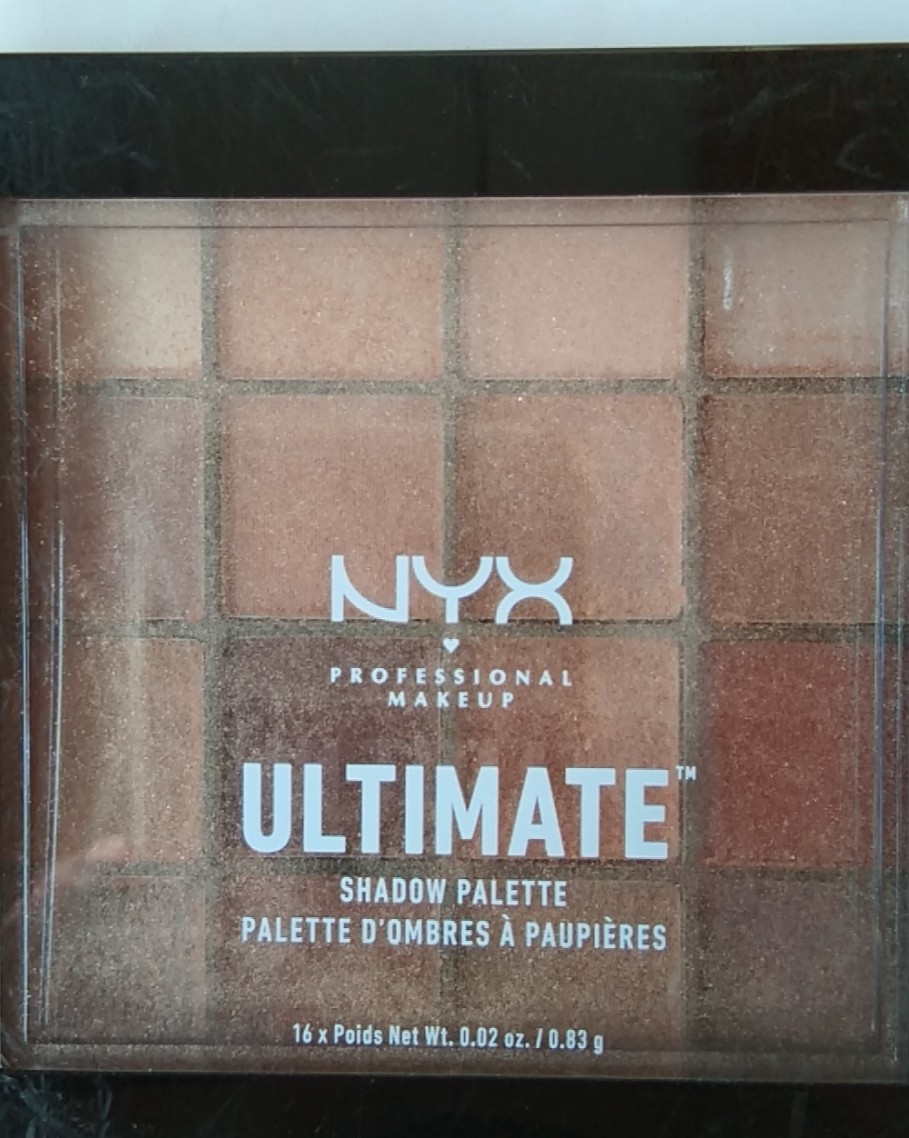 NYX
PROFESSIONAL
MAKEUP
ULTIMATE™
SHADOW PALETTE
PALETTE D'OMBRES À PAUPIÈRES
16 x Poids Net Wt. 0.02 oz. / 0.83 g